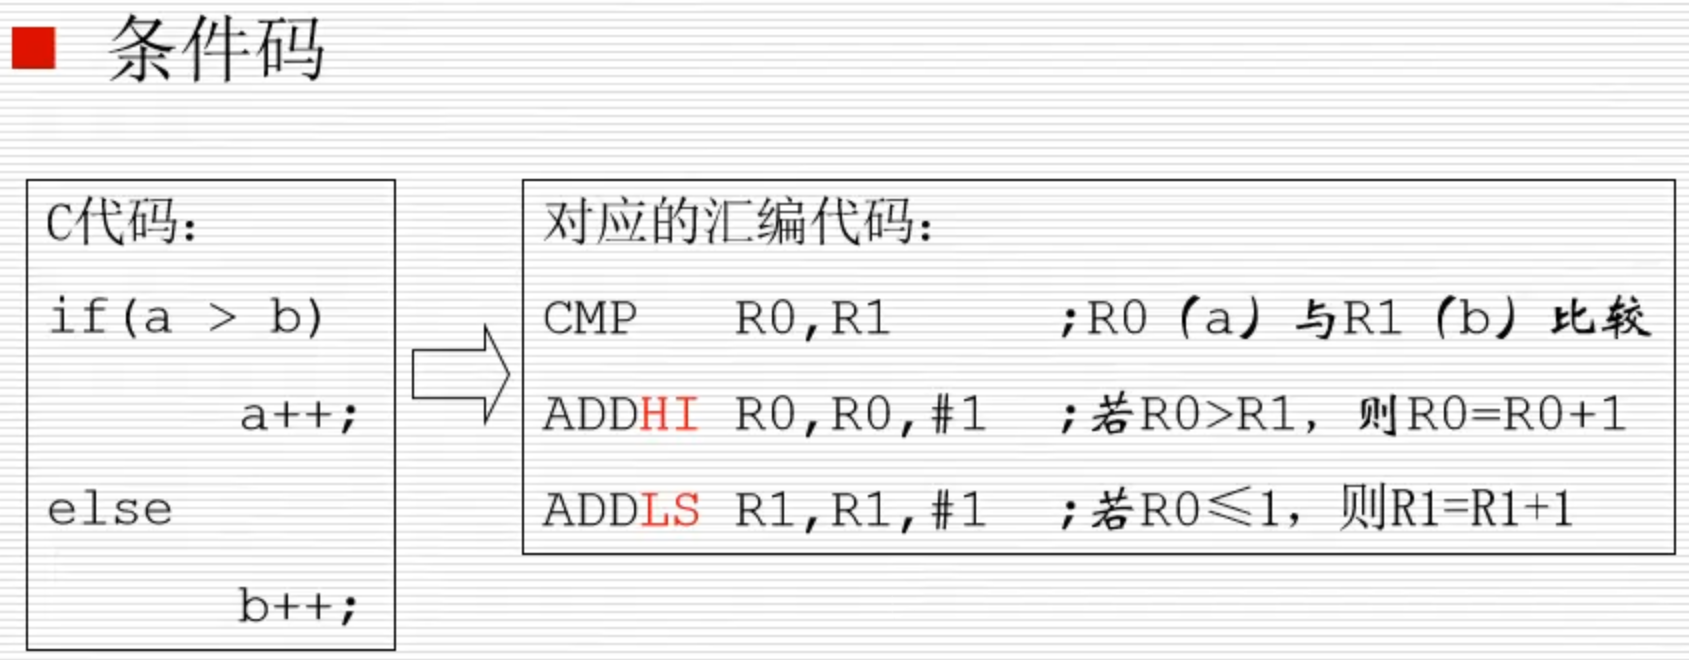 条件码
C代码：
if(a > b)
a++;
else
b++;
对应的汇编代码：
CMP R0,R1 ;R0（a）与R1（b）比较
ADDHI R0,R0,#1 ;若R0>R1，则R0=R0+1
ADDLS R1,R1,#1 ;若R0≤1，则R1=R1+1